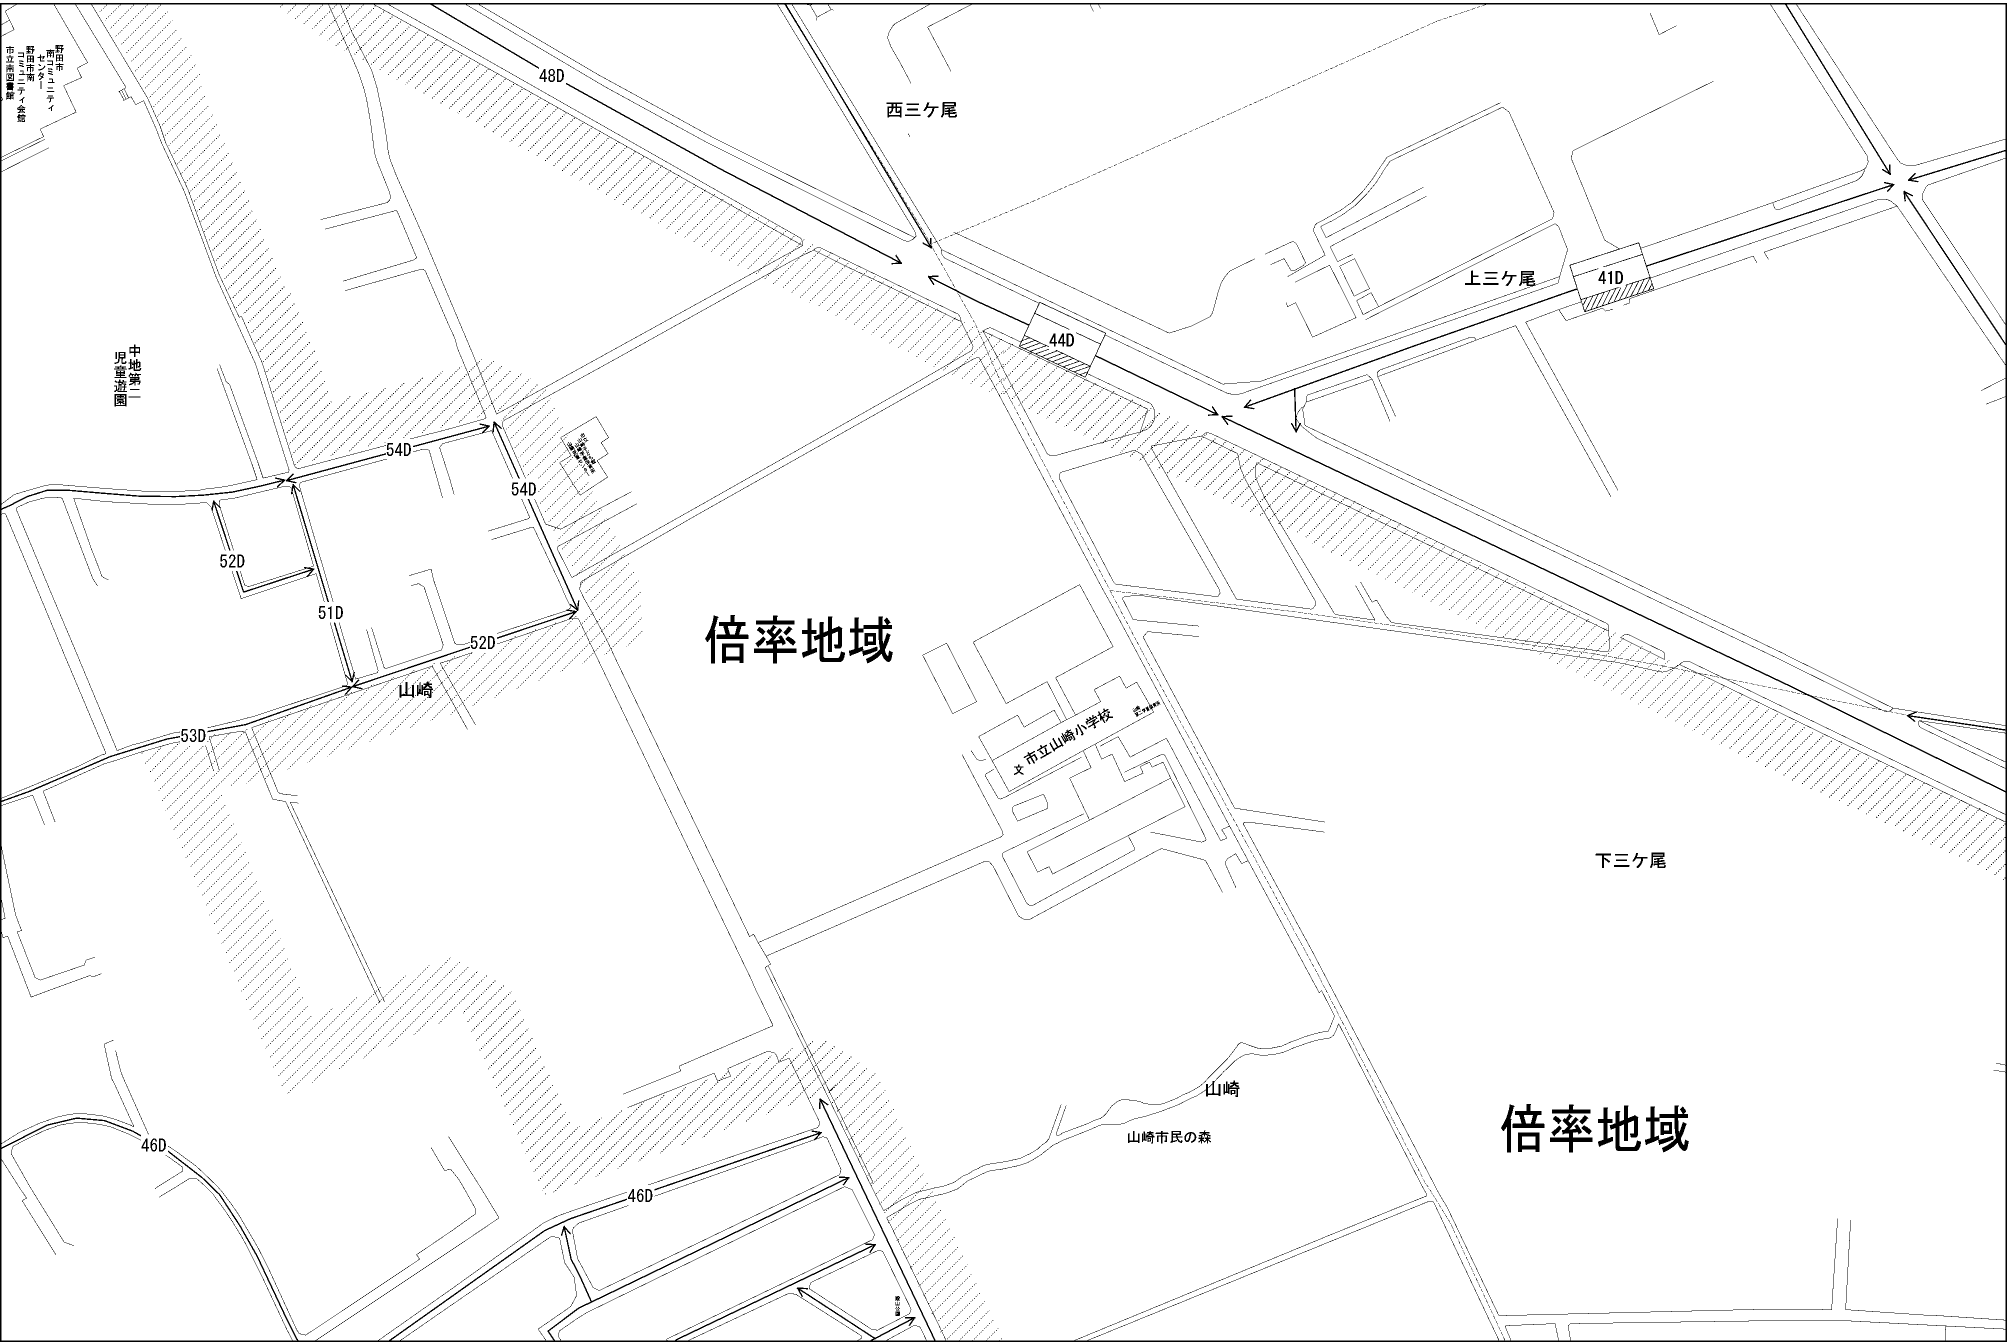 野田市
南コミュニティ
センター
野田市南
コミュニティ会館
市立南図書館
48D
西三ケ尾
上三ケ尾
41D
44D
中地第二
児童遊園
54D
54D
52D
51D
52D
倍率地域
山崎
53D
市立山崎小学校
文
下三ケ尾
山崎
山崎市民の森
倍率地域
46D
46D